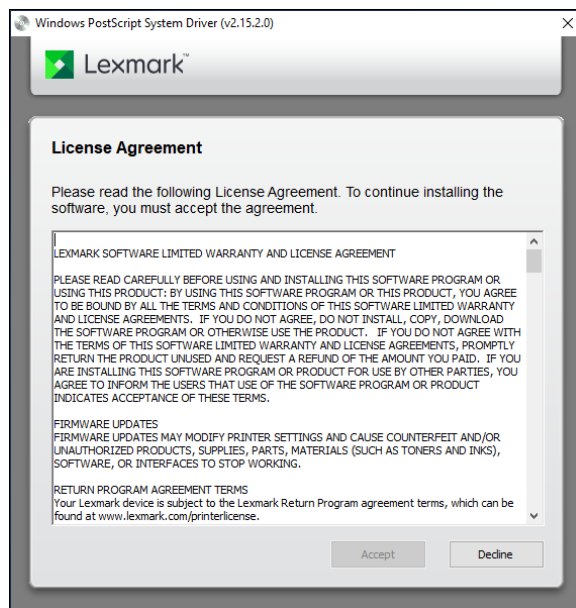 Windows PostScript System Driver (v2.15.2.0)
Lexmark™
License Agreement
Please read the following License Agreement. To continue installing the
software, you must accept the agreement.
LEXMARK SOFTWARE LIMITED WARRANTY AND LICENSE AGREEMENT
PLEASE READ CAREFULLY BEFORE USING AND INSTALLING THIS SOFTWARE PROGRAM OR
USING THIS PRODUCT: BY USING THIS SOFTWARE PROGRAM OR THIS PRODUCT, YOU AGREE
TO BE BOUND BY ALL THE TERMS AND CONDITIONS OF THIS SOFTWARE LIMITED WARRANTY
AND LICENSE AGREEMENTS. IF YOU DO NOT AGREE, DO NOT INSTALL, COPY, DOWNLOAD
THE SOFTWARE PROGRAM OR OTHERWISE USE THE PRODUCT. IF YOU DO NOT AGREE WITH
THE TERMS OF THIS SOFTWARE LIMITED WARRANTY AND LICENSE AGREEMENTS, PROMPTLY
RETURN THE PRODUCT UNUSED AND REQUEST A REFUND OF THE AMOUNT YOU PAID. IF YOU
ARE INSTALLING THIS SOFTWARE PROGRAM OR PRODUCT FOR USE BY OTHER PARTIES, YOU
AGREE TO INFORM THE USERS THAT USE OF THE SOFTWARE PROGRAM OR PRODUCT
INDICATES ACCEPTANCE OF THESE TERMS.
FIRMWARE UPDATES
FIRMWARE UPDATES MAY MODIFY PRINTER SETTINGS AND CAUSE COUNTERFEIT AND/OR
UNAUTHORIZED PRODUCTS, SUPPLIES, PARTS, MATERIALS (SUCH AS TONERS AND INKS),
SOFTWARE, OR INTERFACES TO STOP WORKING.
RETURN PROGRAM AGREEMENT TERMS
Your Lexmark device is subject to the Lexmark Return Program agreement terms, which can be
found at www.lexmark.com/printerlicense.
Accept
Decline